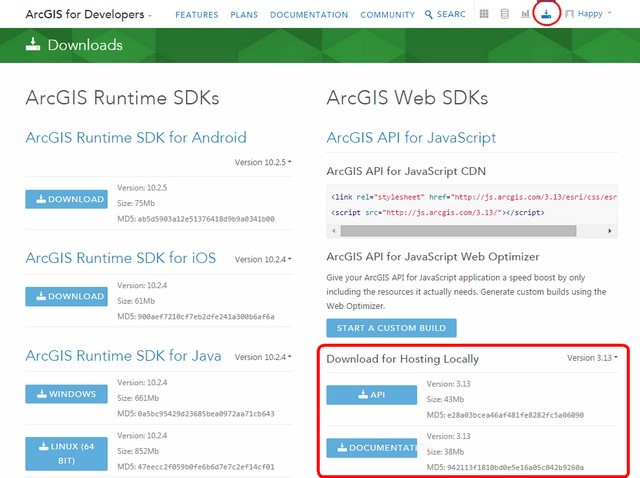 ArcGIS for Developers
FEATURES PLANS DOCUMENTATION COMMUNITY SEARC
Happy
Downloads
ArcGIS Runtime SDKs
ArcGIS Runtime SDK for Android
Version 10.2.5
DOWNLOAD
Version: 10.2.5
Size: 75Mb
MD5: ab5d5903a12e51376418d9b9a0341b00
ArcGIS Runtime SDK for iOS
Version 10.2.4
DOWNLOAD
Version: 10.2.4
Size: 61Mb
MD5: 900aef7210cf7eb2dfe241a300b6af6a
ArcGIS Runtime SDK for Java
Version 10.2.4
WINDOWS
Version: 10.2.4
Size: 661Mb
MD5: 0a5bc95429d23685bea0972aa71cb643
LINUX (64
BIT)
Version: 10.2.4
Size: 852Mb
MD5: 47eecc2f059b0fe6b6d7e7c2ef14cf01
ArcGIS Web SDKs
ArcGIS API for JavaScript
ArcGIS API for JavaScript CDN
<link rel="stylesheet" href="http://js.arcgis.com/3.13/esri/css/esr
<script src="http://js.arcgis.com/3.13/"></script>
ArcGIS API for JavaScript Web Optimizer
Give your ArcGIS API for JavaScript application a speed boost by only
including the resources it actually needs. Generate custom builds using the
Web Optimizer.
START A CUSTOM BUILD
Download for Hosting Locally
Version 3.13
API
Version: 3.13
Size: 43Mb
MD5: e28a03bcea46af481fe8282fc5a06090
DOCUMENTATI
Version: 3.13
Size: 38Mb
MD5: 942113f1810bd0e5e16a05c042b9260a